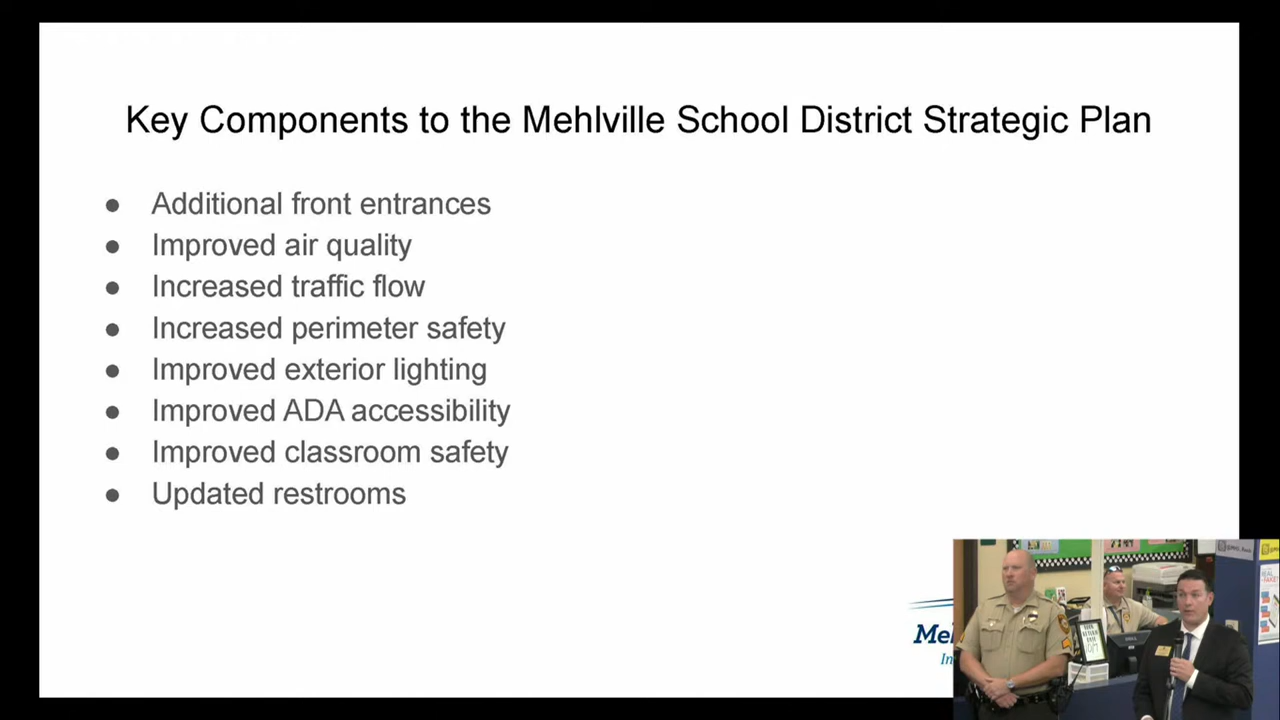 Key Components to the Mehlville School District Strategic Plan
● Additional front entrances
● Improved air quality
● Increased traffic flow
● Increased perimeter safety
● Improved exterior lighting
● Improved ADA accessibility
● Improved classroom safety
● Updated restrooms